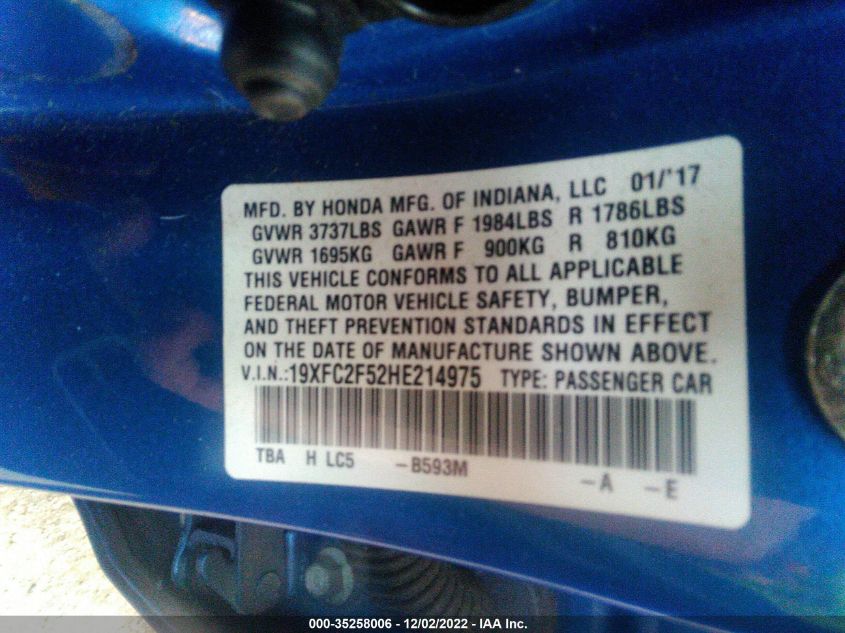 MFD. BY HONDA MFG. OF INDIANA, LLC 01/'17
GVWR 3737LBS GAWR F 1984LBS R 1786LBS
GVWR 1695KG GAWR F 900KG R 810KG
THIS VEHICLE CONFORMS TO ALL APPLICABLE
FEDERAL MOTOR VEHICLE SAFETY, BUMPER,
AND THEFT PREVENTION STANDARDS IN EFFECT
ON THE DATE OF MANUFACTURE SHOWN ABOVE.
V.I.N.:19XFC2F52HE214975 TYPE: PASSENGER CAR
TBA H LC5 -B593M -A -E
000-35258006 - 12/02/2022 - IAA Inc.